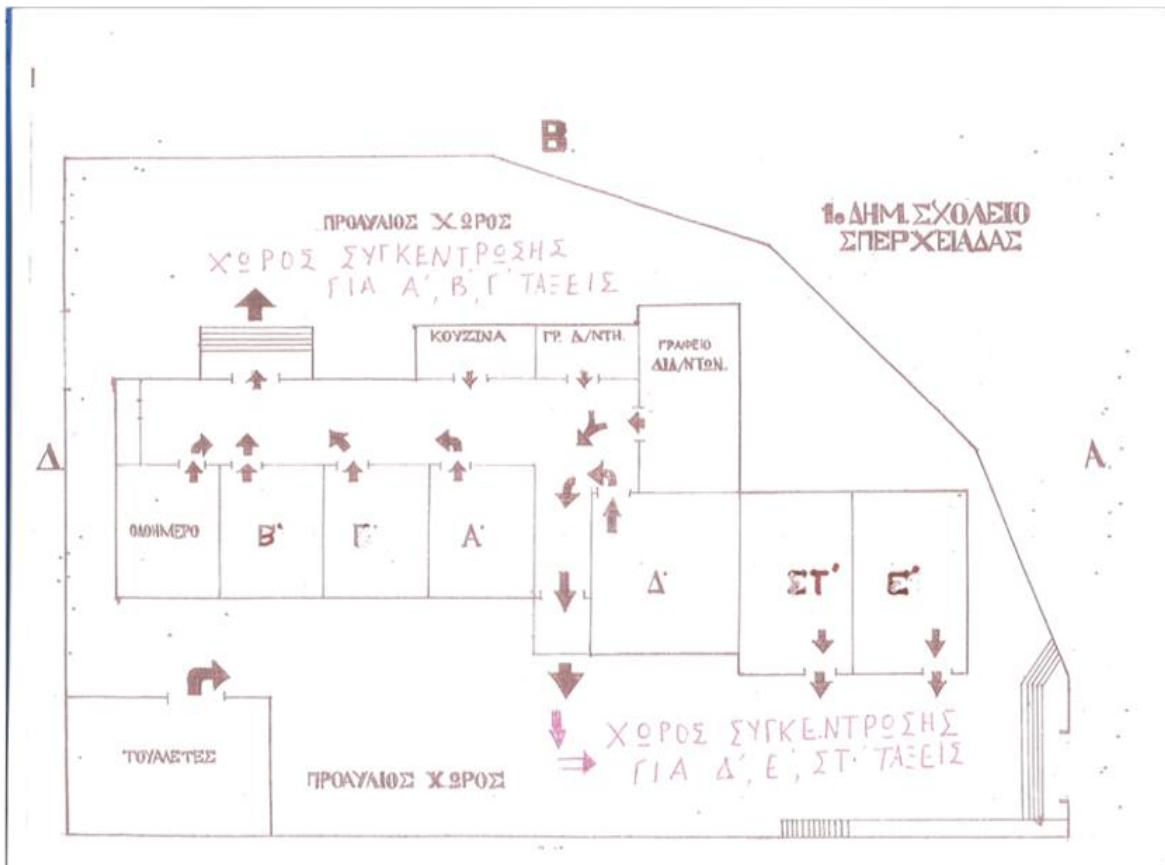 Β.
1ο ΔΗΜ. ΣΧΟΛΕΙΟ
ΣΠΕΡΧΕΙΑΔΑΣ
ΠΡΟΑΥΛΙΟΣ ΧΩΡΟΣ
ΧΩΡΟΣ ΣΥΓΚΕΝΤΡΩΣΗΣ
ΓΙΑ Α', Β', Γ' ΤΑΞΕΙΣ
ΚΟΥΖΙΝΑ
ΓΡ. Δ/ΝΤΗ.
ΓΡΑΦΕΙΟ
ΔΙΔ/ΝΤΩΝ.
Δ
Α.
ΟΛΟΗΜΕΡΟ
Β'
Γ'
Α'
Δ'
ΣΤ'
Ε'
ΤΟΥΑΛΕΤΕΣ
ΠΡΟΑΥΛΙΟΣ ΧΩΡΟΣ
ΧΩΡΟΣ ΣΥΓΚΕΝΤΡΩΣΗΣ
ΓΙΑ Δ', Ε', ΣΤ' ΤΑΞΕΙΣ